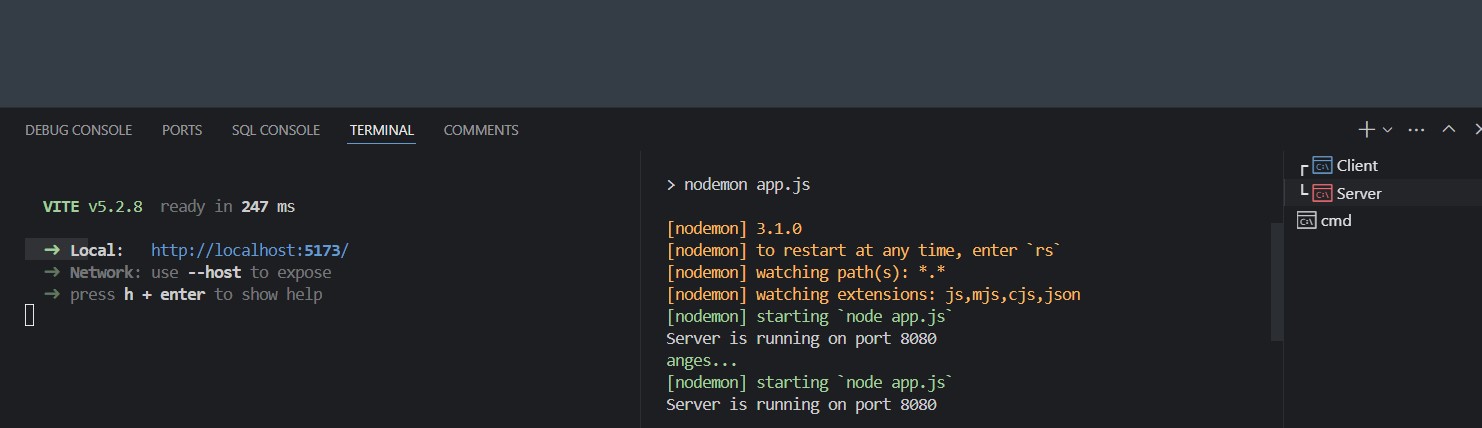 DEBUG CONSOLE PORTS SQL CONSOLE TERMINAL COMMENTS
VITE v5.2.8 ready in 247 ms
➜ Local: http://localhost:5173/
➜ Network: use --host to expose
➜ press h + enter to show help
> nodemon app.js
[nodemon] 3.1.0
[nodemon] to restart at any time, enter `rs`
[nodemon] watching path(s): *.*
[nodemon] watching extensions: js,mjs,cjs,json
[nodemon] starting `node app.js`
Server is running on port 8080
anges...
[nodemon] starting `node app.js`
Server is running on port 8080
Client
Server
cmd